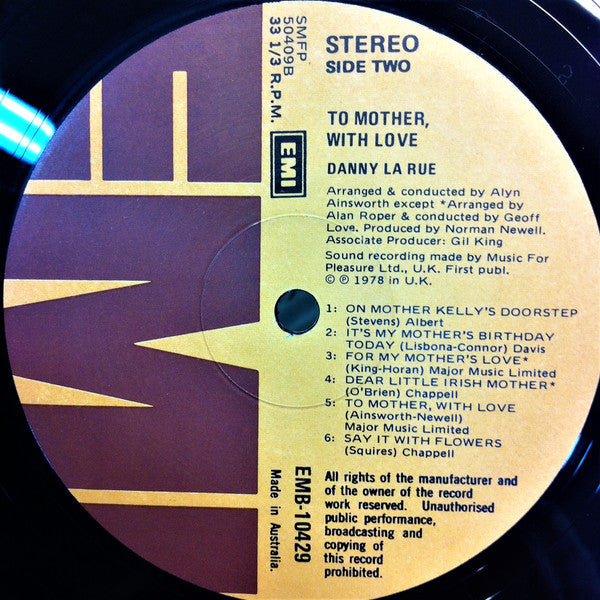 SMFP
50409B
33 1/3 R.P.M.
EMI
STEREO
SIDE TWO
TO MOTHER,
WITH LOVE
DANNY LA RUE
Arranged & conducted by Alyn
Ainsworth except *Arranged by
Alan Roper & conducted by Geoff
Love. Produced by Norman Newell.
Associate Producer: Gil King
Sound recording made by Music For
Pleasure Ltd., U.K. First publ.
© ℗ 1978 in U.K.
1: ON MOTHER KELLY'S DOORSTEP
(Stevens) Albert
2: IT'S MY MOTHER'S BIRTHDAY
TODAY (Lisbona-Connor) Davis
3: FOR MY MOTHER'S LOVE*
(King-Horan) Major Music Limited
4: DEAR LITTLE IRISH MOTHER*
(O'Brien) Chappell
5: TO MOTHER, WITH LOVE
(Ainsworth-Newell)
Major Music Limited
6: SAY IT WITH FLOWERS
(Squires) Chappell
EMB-10429
Made in Australia.
All rights of the manufacturer and
of the owner of the record
work reserved. Unauthorised
public performance,
broadcasting and
copying of
this record
prohibited.